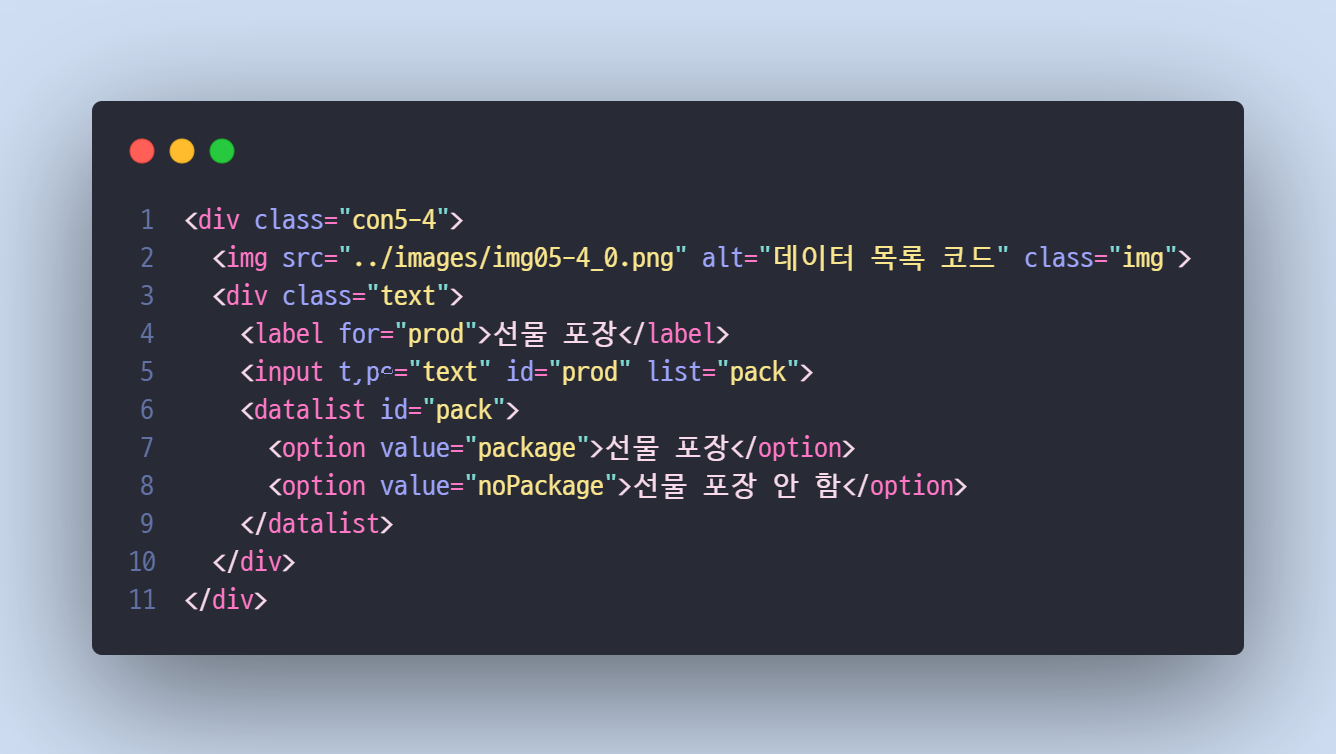 1 <div class="con5-4">
2   <img src="../images/img05-4_0.png" alt="데이터 목록 코드" class="img">
3   <div class="text">
4     <label for="prod">선물 포장</label>
5     <input type="text" id="prod" list="pack">
6     <datalist id="pack">
7       <option value="package">선물 포장</option>
8       <option value="noPackage">선물 포장 안 함</option>
9     </datalist>
10   </div>
11 </div>